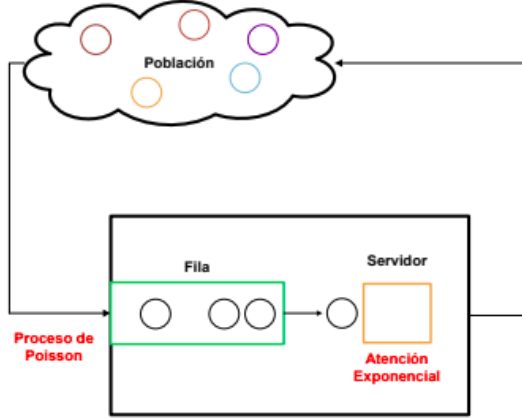 Población
Fila
Servidor
Proceso de
Poisson
Atención
Exponencial